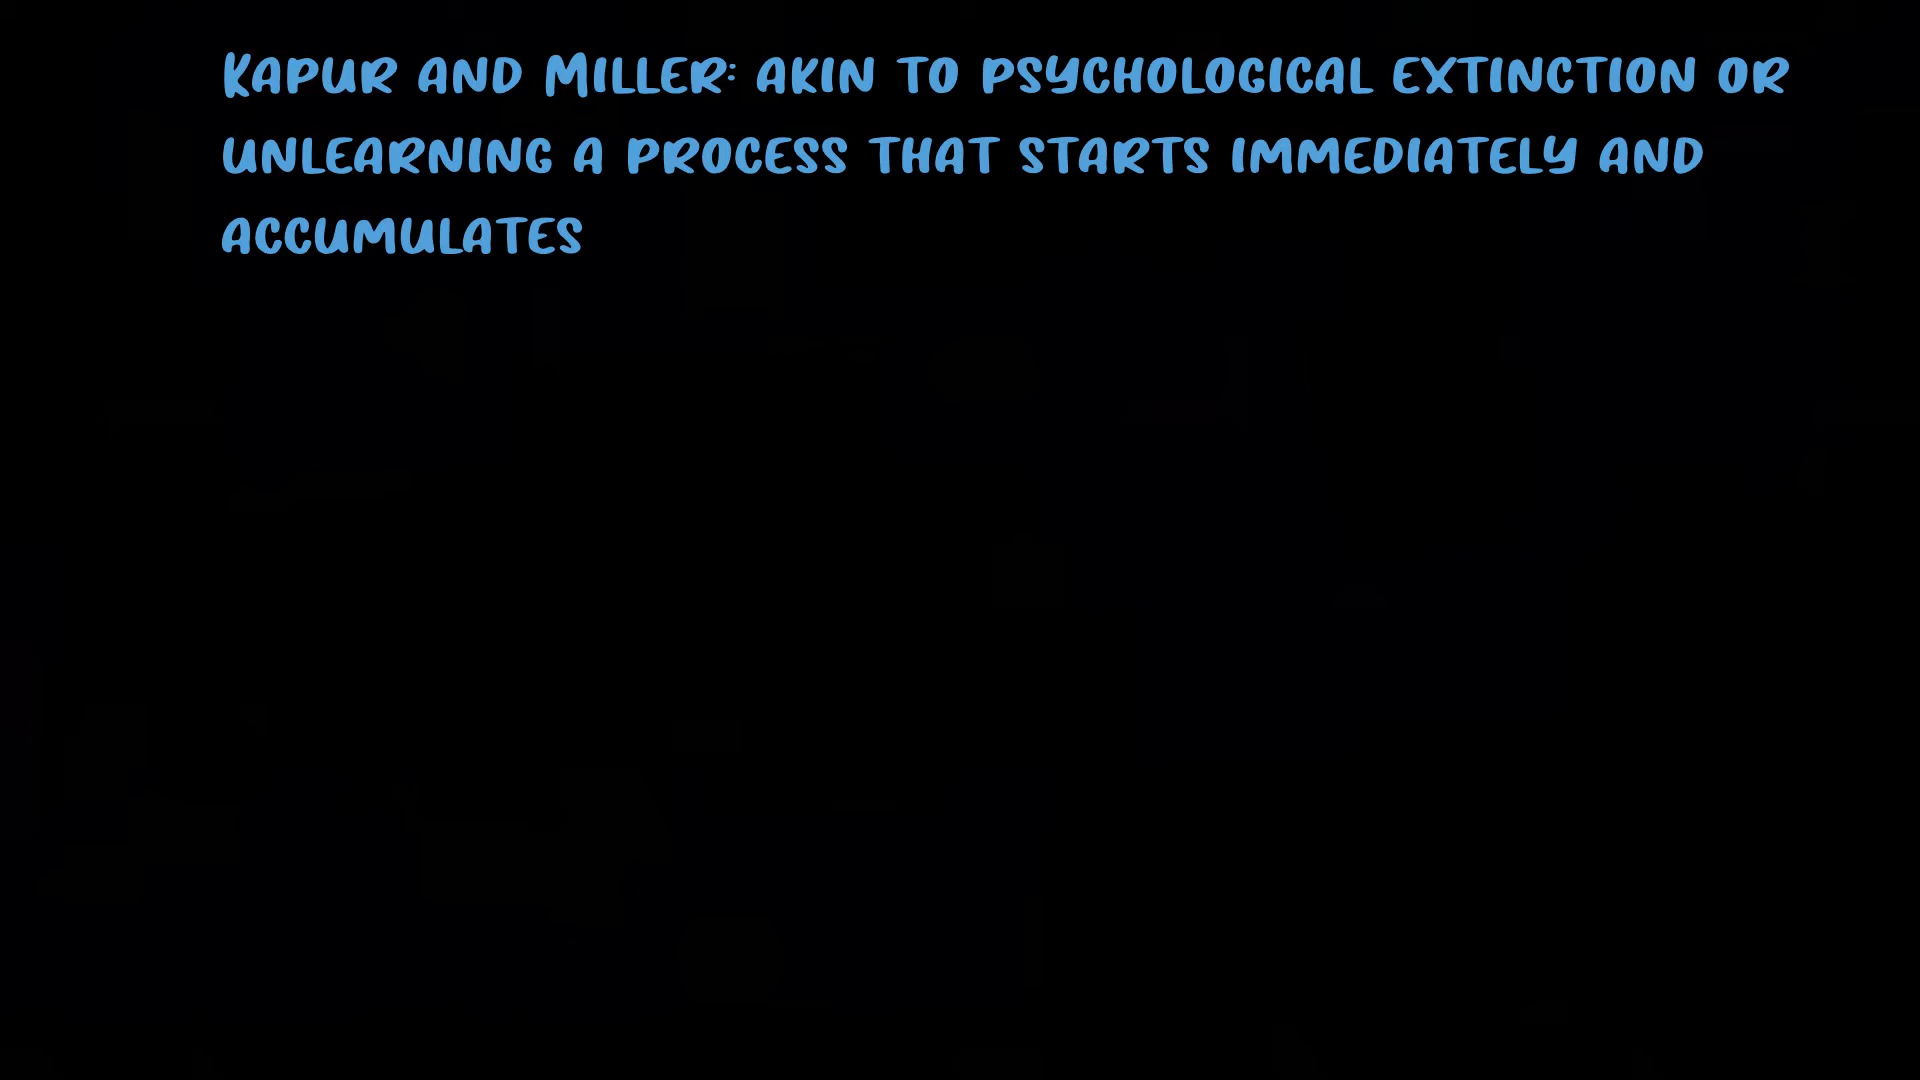 Kapur and Miller: akin to psychological extinction or
unlearning a process that starts immediately and
accumulates